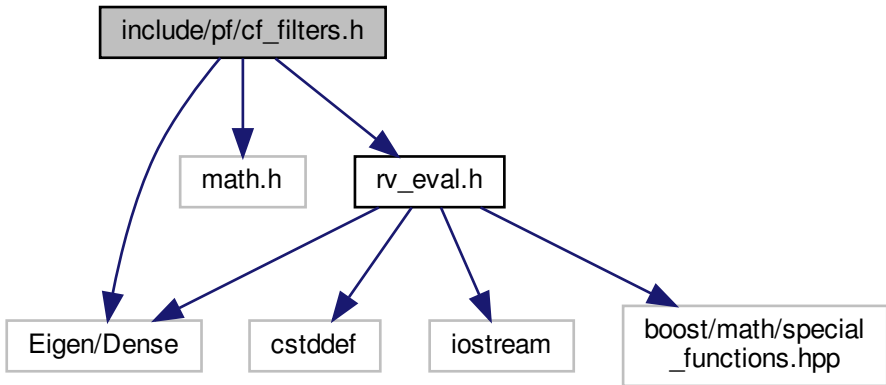 include/pf/cf_filters.h
math.h
rv_eval.h
Eigen/Dense
cstddef
iostream
boost/math/special
_functions.hpp